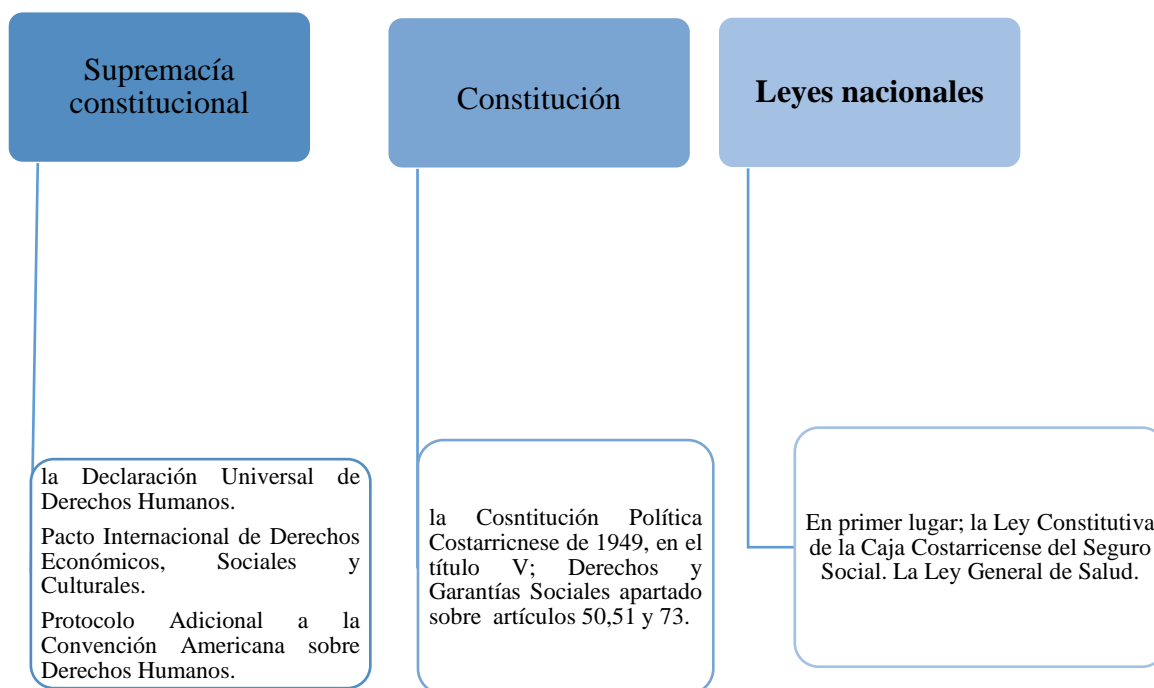 Supremacía
constitucional
la Declaración Universal de
Derechos Humanos.
Pacto Internacional de Derechos
Económicos, Sociales y
Culturales.
Protocolo Adicional a la
Convención Americana sobre
Derechos Humanos.
Constitución
la Cosntitución Política
Costarricnese de 1949, en el
título V; Derechos y
Garantías Sociales apartado
sobre artículos 50,51 y 73.
Leyes nacionales
En primer lugar; la Ley Constitutiva
de la Caja Costarricense del Seguro
Social. La Ley General de Salud.